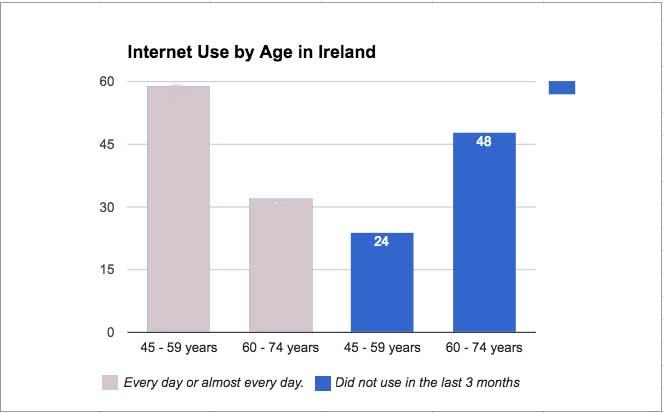 Internet Use by Age in Ireland
60
45
30
15
0
24
48
45 - 59 years 60 - 74 years 45 - 59 years 60 - 74 years
Every day or almost every day. Did not use in the last 3 months